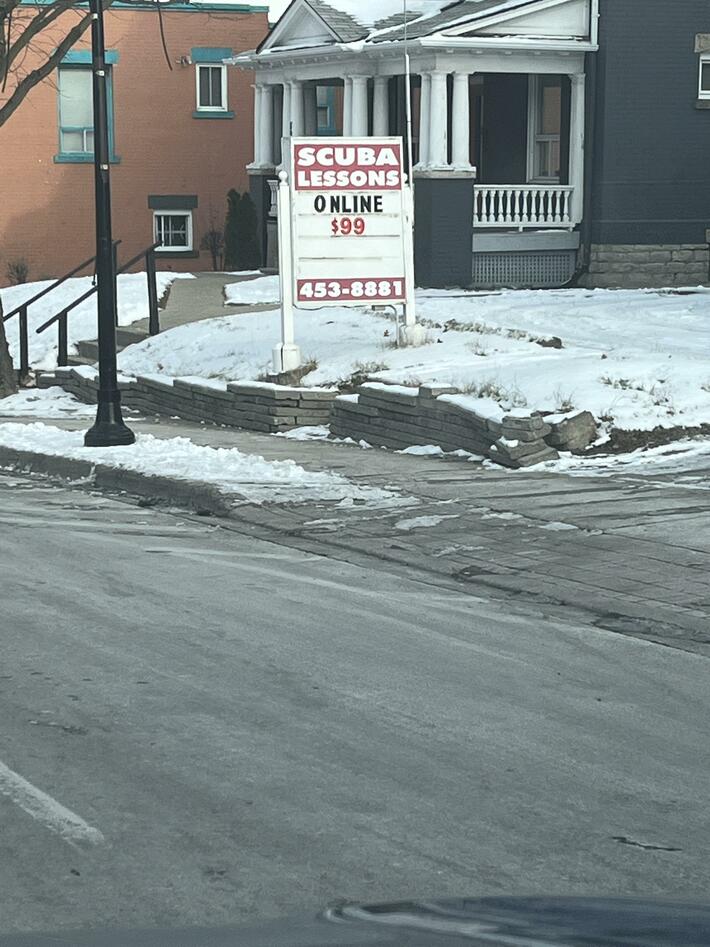 SCUBA
LESSONS
ONLINE
$99
453-8881